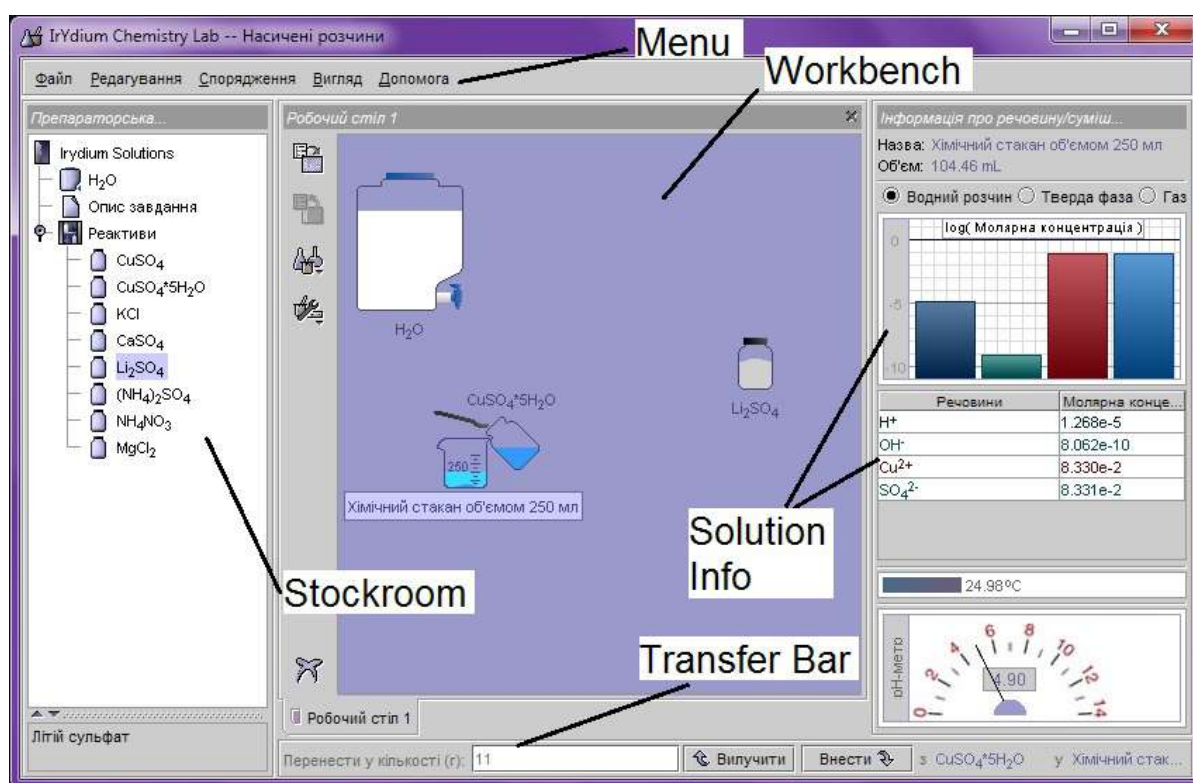 IrYdium Chemistry Lab -- Насичені розчини
Menu
Файл Редагування Спорядження Вигляд Допомога
Workbench
Препараторська...
Irydium Solutions
H₂O
Опис завдання
Реактиви
CuSO₄
CuSO₄*5H₂O
KCl
CaSO₄
Li₂SO₄
(NH₄)₂SO₄
NH₄NO₃
MgCl₂
Stockroom
Літій сульфат
Робочий стіл 1
H₂O
Li₂SO₄
CuSO₄*5H₂O
250
Хімічний стакан об'ємом 250 мл
Solution
Info
Transfer Bar
Робочий стіл 1
Перенести у кількості (г): 11 Вилучити Внести з CuSO₄*5H₂O у Хімічний стак...
Інформація про речовину/суміш...
Назва: Хімічний стакан об'ємом 250 мл
Об'єм: 104.46 mL
Водний розчин Тверда фаза Газ
log( Молярна концентрація )
0
-5
-10
Речовини Молярна конце...
H+ 1.268e-5
OH- 8.062e-10
Cu2+ 8.330e-2
SO₄2- 8.331e-2
24.98ºC
pH-метр
0 2 4 6 8 10 12 14
4.90